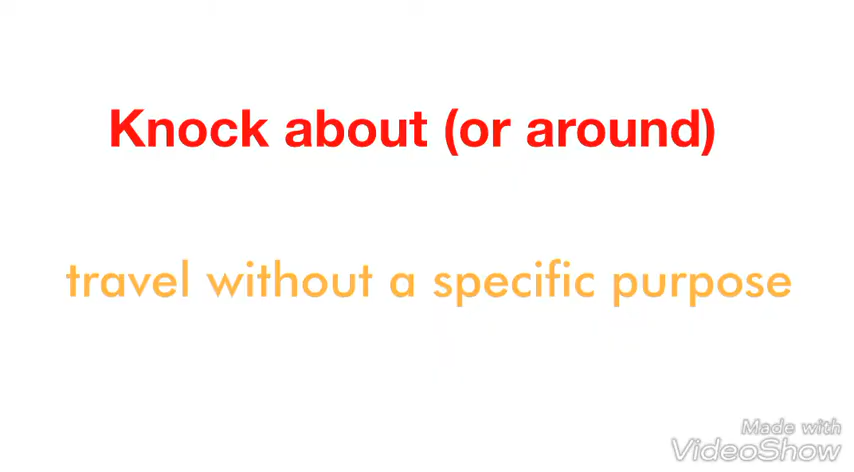 Knock about (or around)
travel without a specific purpose
Made with
VideoShow